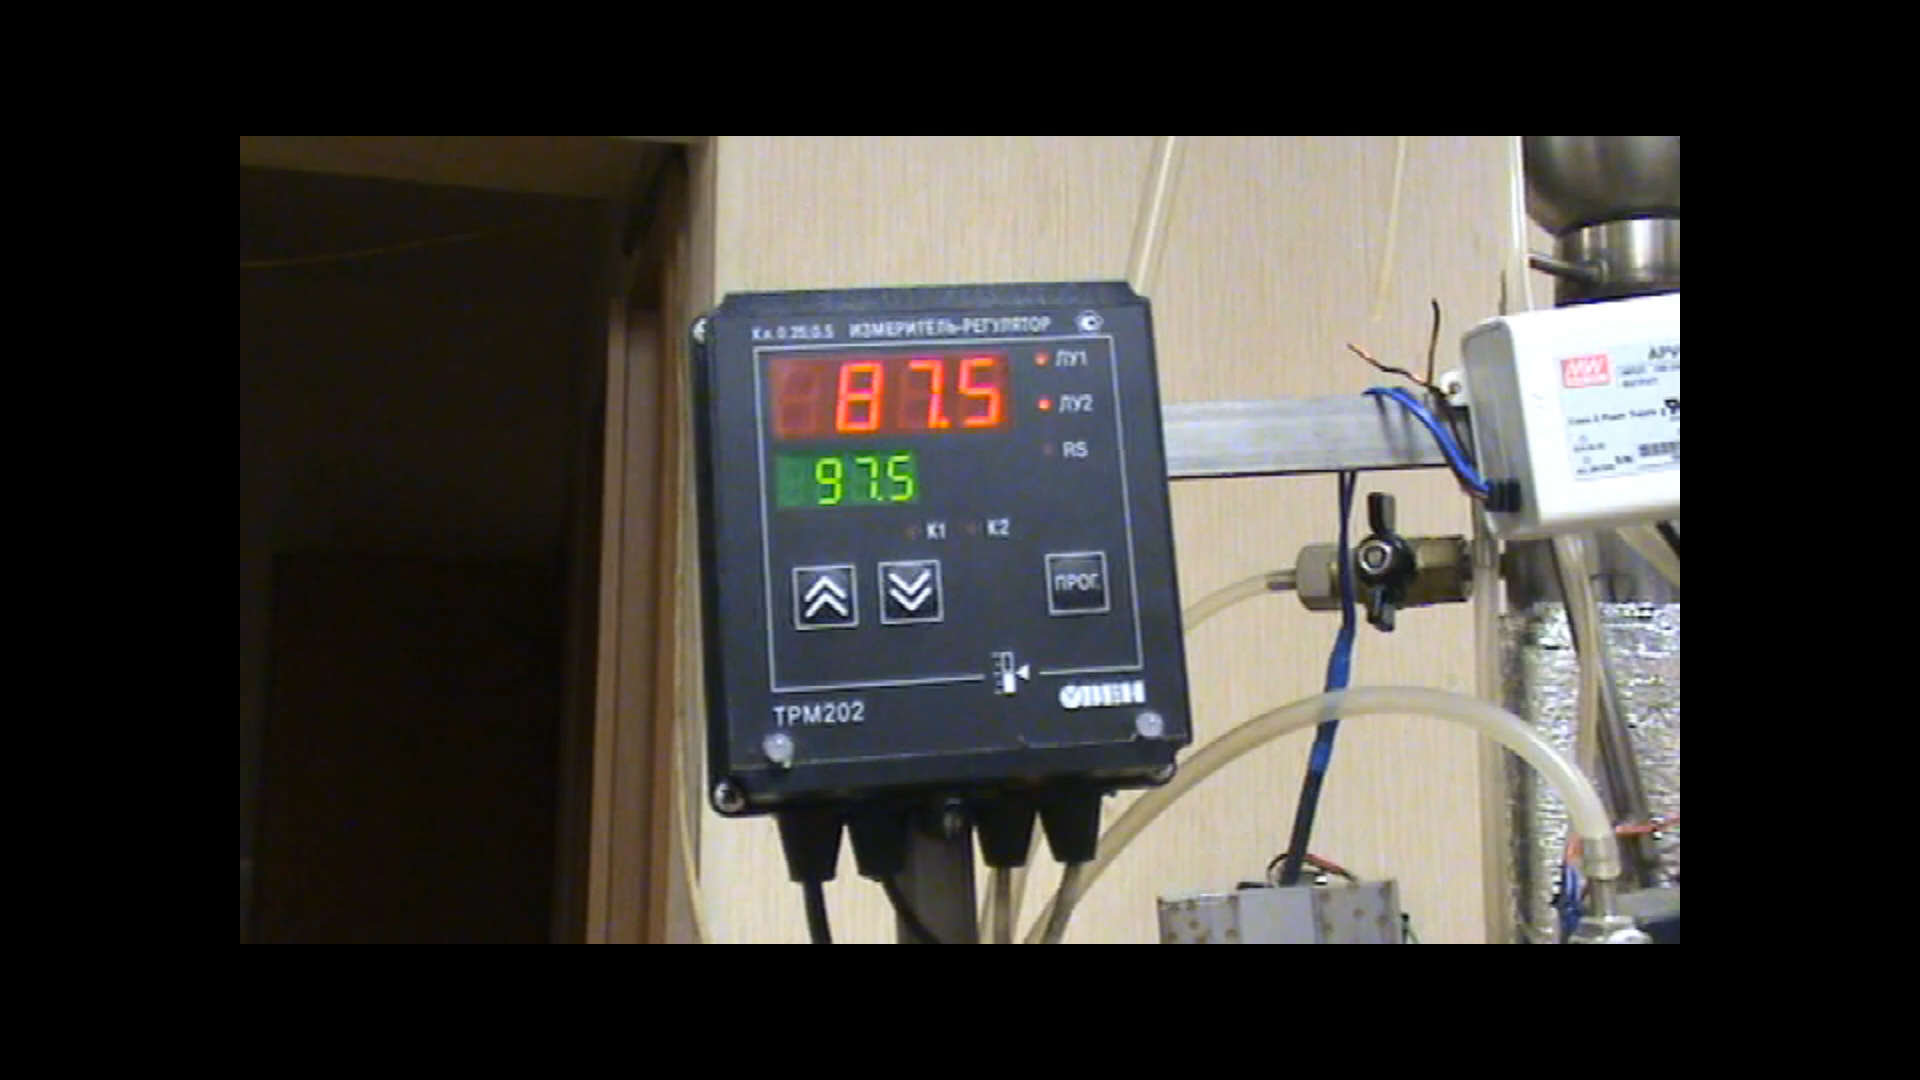 Кл.0.25/0.5 ИЗМЕРИТЕЛЬ-РЕГУЛЯТОР
87.5
ЛУ1
ЛУ2
RS
97.5
К1 К2
ПРОГ.
ТРМ202
ОВЕН
MW